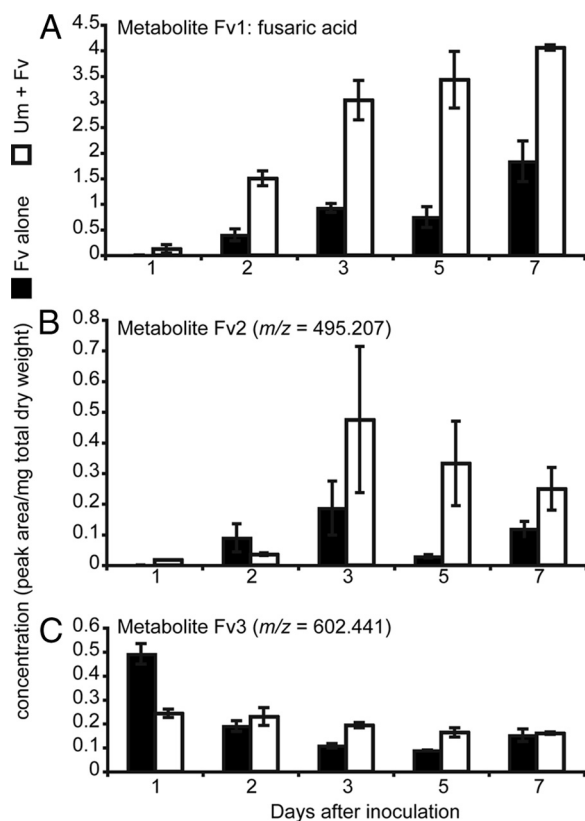 A
Metabolite Fv1: fusaric acid
4.5
4
3.5
3
2.5
2
1.5
1
0.5
0
1 2 3 5 7
B
Metabolite Fv2 (m/z = 495.207)
0.8
0.7
0.6
0.5
0.4
0.3
0.2
0.1
0
1 2 3 5 7
C
Metabolite Fv3 (m/z = 602.441)
0.6
0.5
0.4
0.3
0.2
0.1
0
1 2 3 5 7
Days after inoculation
concentration (peak area/mg total dry weight)
Fv alone
Um + Fv